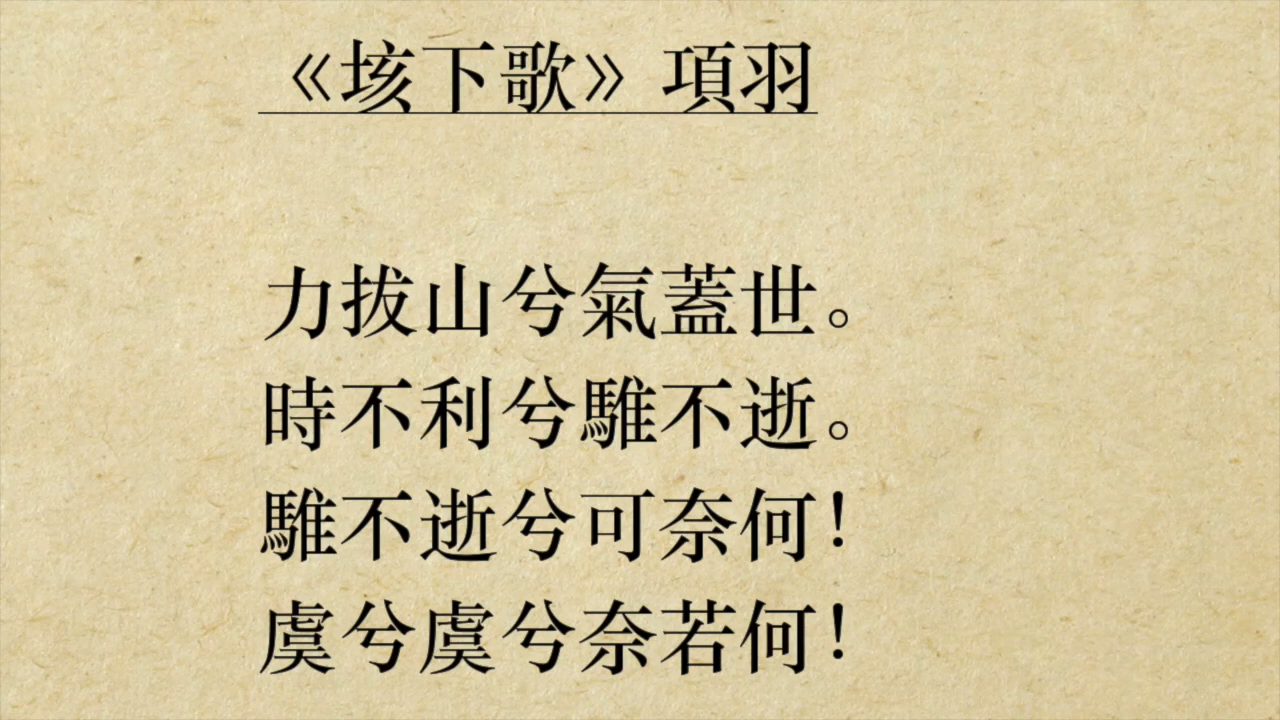 《垓下歌》項羽
力拔山兮氣蓋世。
時不利兮騅不逝。
騅不逝兮可奈何！
虞兮虞兮奈若何！